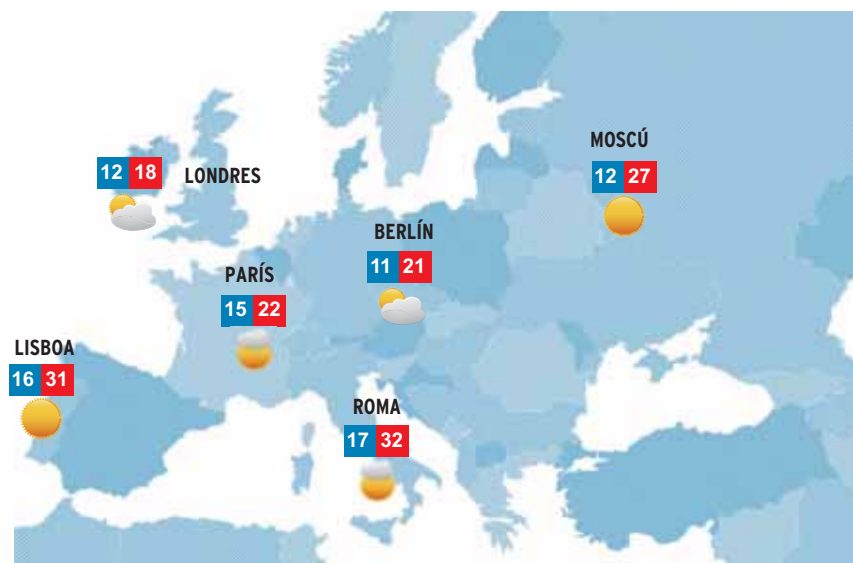 MOSCÚ
12 27
12 18
LONDRES
BERLÍN
11 21
PARÍS
15 22
LISBOA
16 31
ROMA
17 32